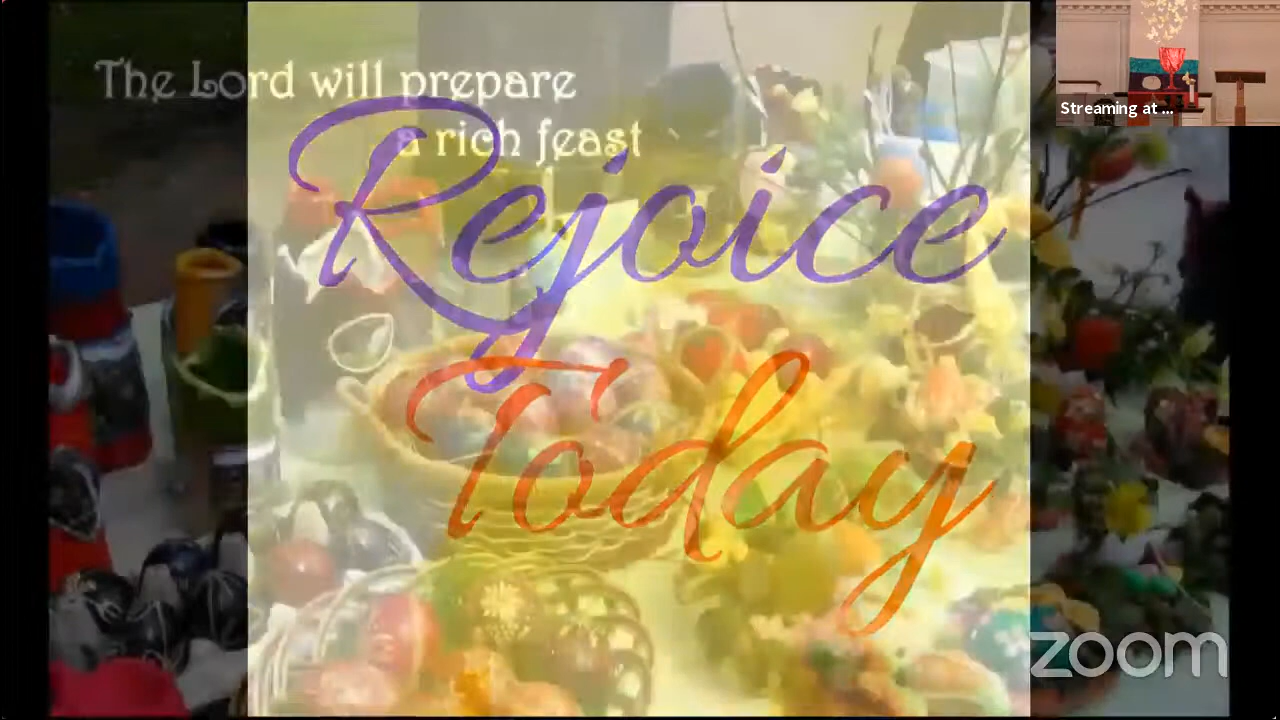 The Lord will prepare
a rich feast
Rejoice
Today
Streaming at ...
zoom